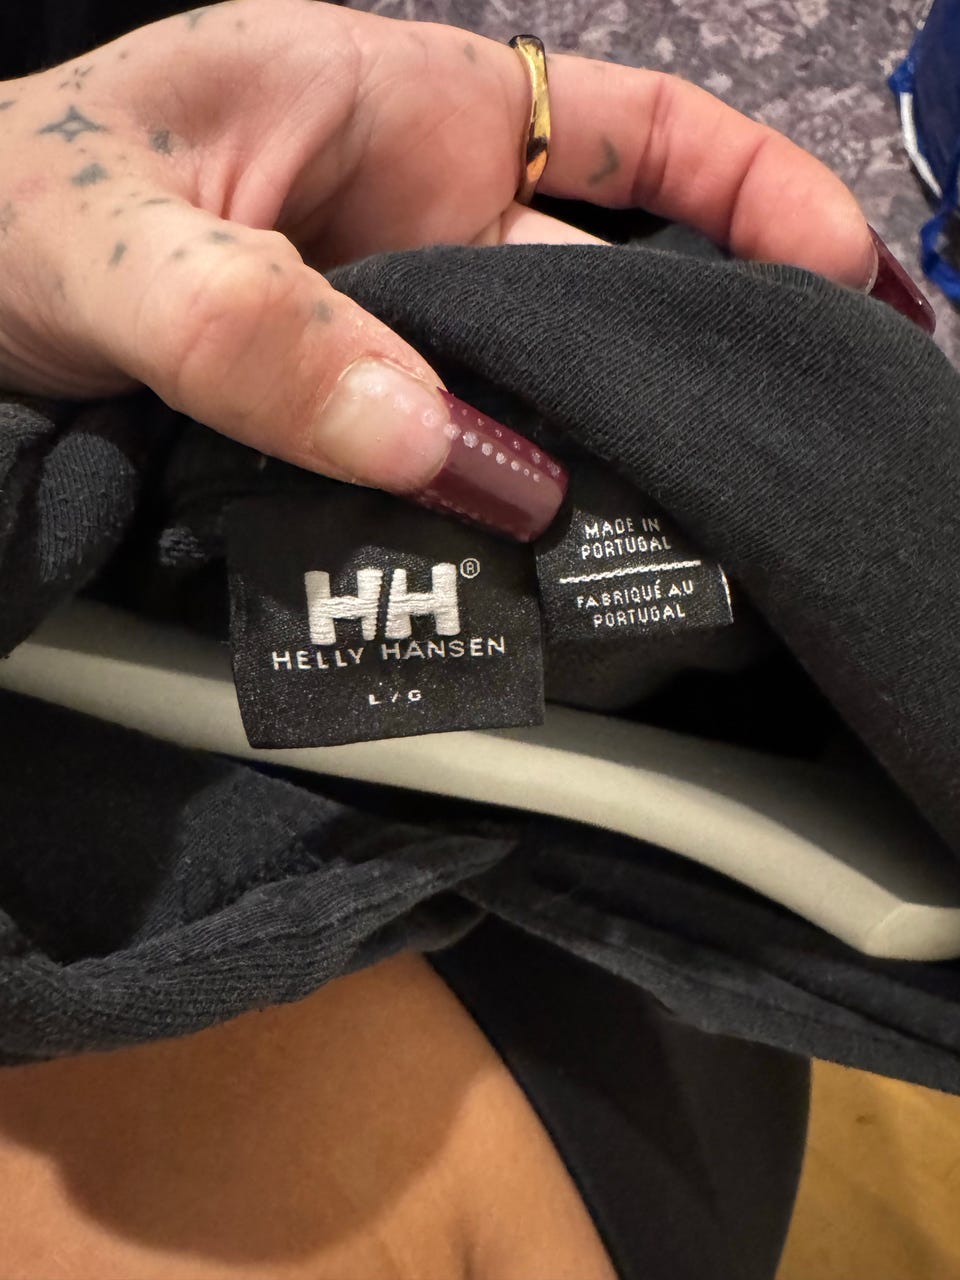 HH®
HELLY HANSEN
L/G
MADE IN
PORTUGAL
FABRIQUÉ AU
PORTUGAL